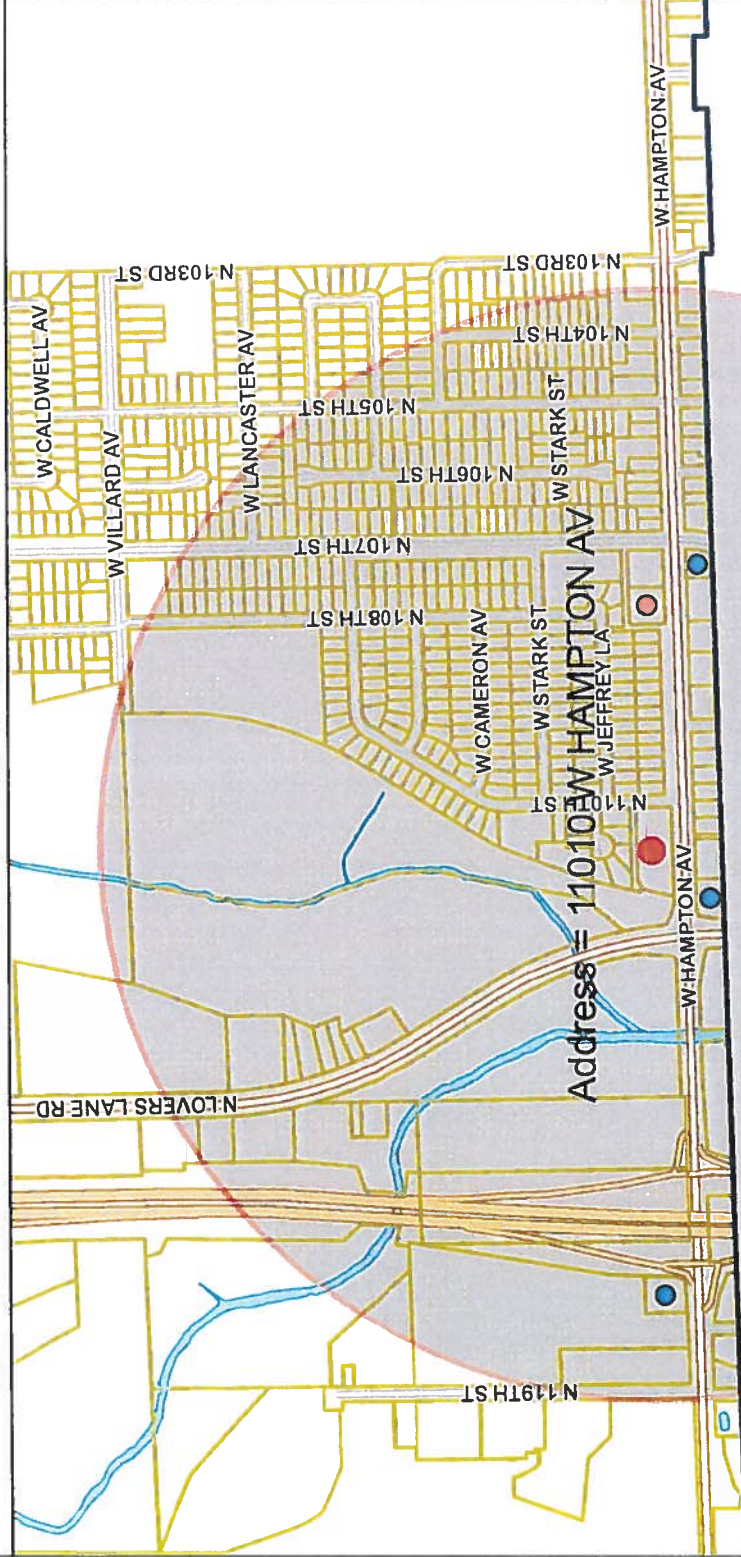 W HAMPTON AV
N 103RD ST
N 103RD ST
W CALDWELL AV
N 104TH ST
W LANCASTER AV
N 105TH ST
W STARK ST
W VILLARD AV
N 106TH ST
N 107TH ST
N 108TH ST
W CAMERON AV
W STARK ST
W JEFFREY LA
N 110TH ST
Address = 11010 W HAMPTON AV
W HAMPTON AV
N LOVERS LANE RD
N 119TH ST